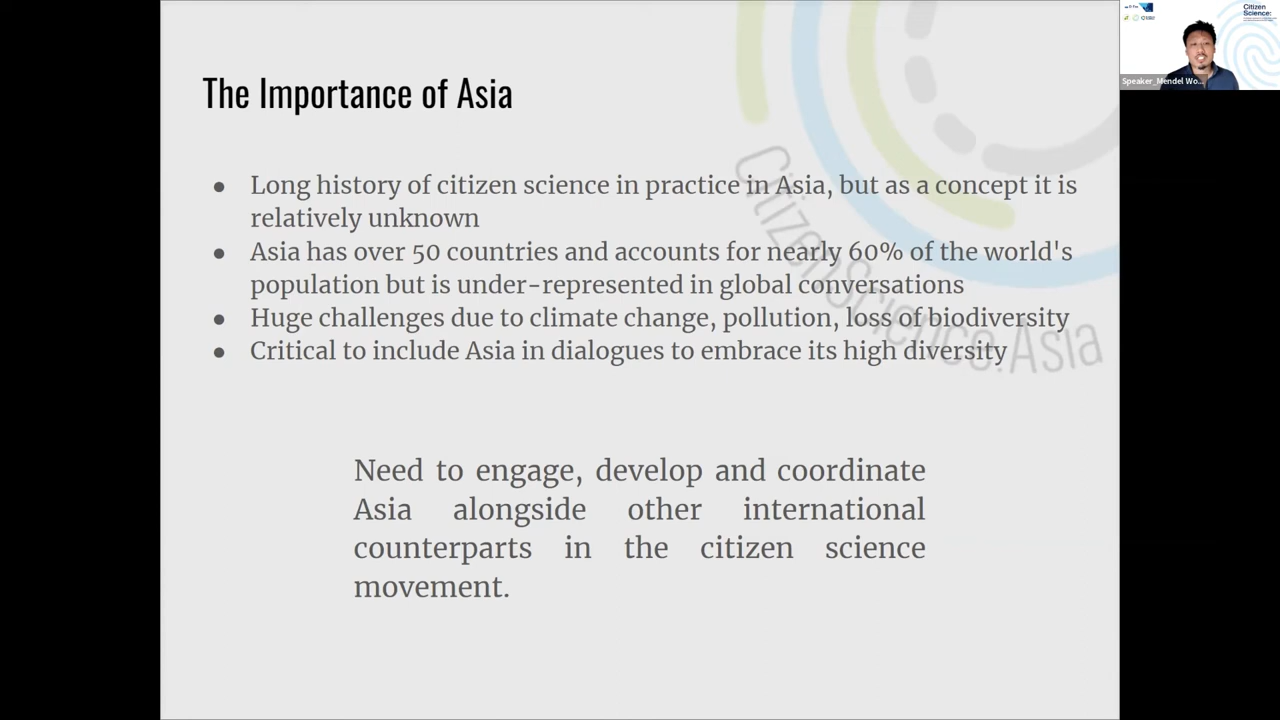 The Importance of Asia
● Long history of citizen science in practice in Asia, but as a concept it is
relatively unknown
● Asia has over 50 countries and accounts for nearly 60% of the world's
population but is under-represented in global conversations
● Huge challenges due to climate change, pollution, loss of biodiversity
● Critical to include Asia in dialogues to embrace its high diversity
Need to engage, develop and coordinate
Asia alongside other international
counterparts in the citizen science
movement.
CitizenScience.Asia
Citizen
Science:
Speaker_Mendel Wo...